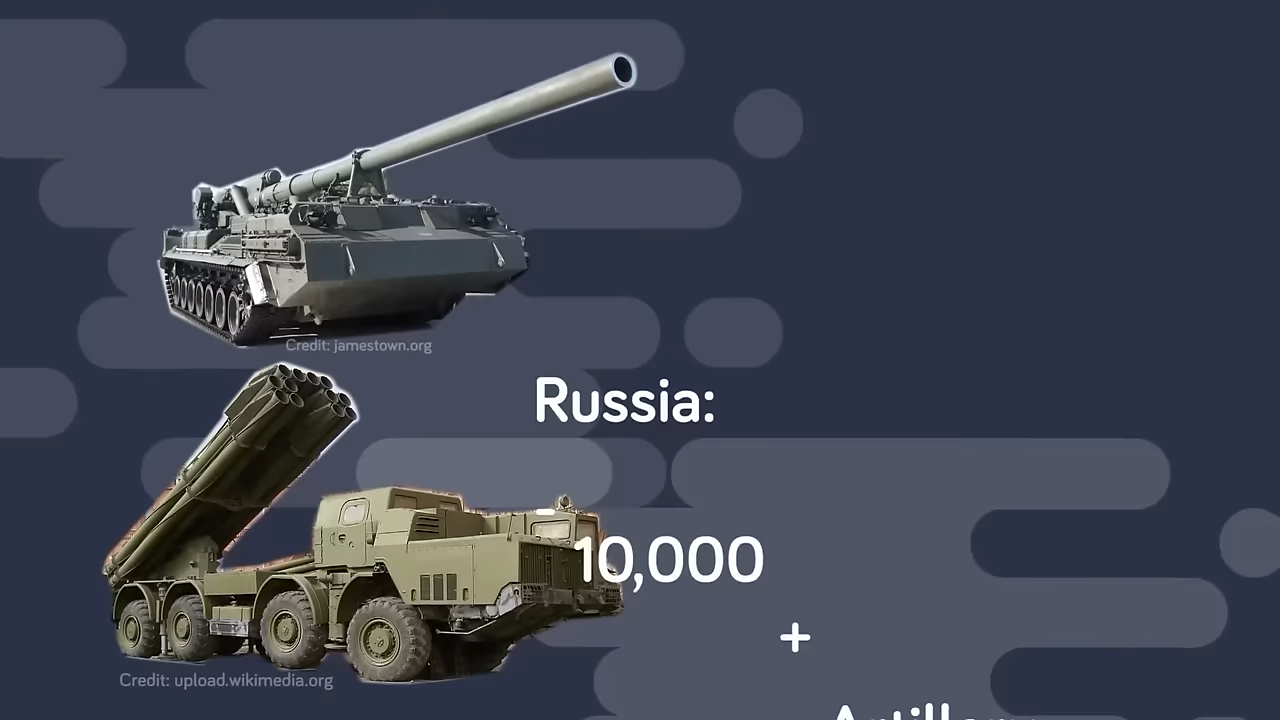 Credit: jamestown.org
Russia:
10,000
+
Credit: upload.wikimedia.org